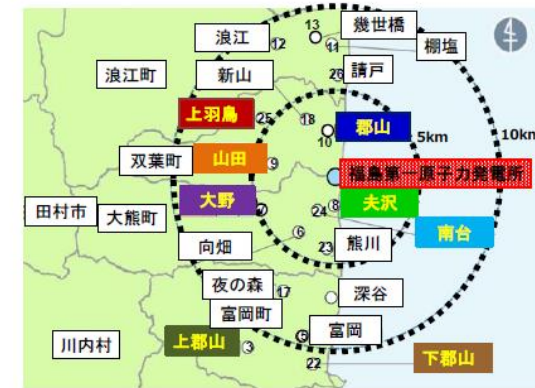 浪江
13
幾世橋
12
11
棚塩
浪江町
新山
26
請戸
上羽鳥
25
18
郡山
10
5km
10km
双葉町
山田
9
福島第一原子力発電所
田村市
大熊町
大野
7
24
8
夫沢
向畑
6
23
熊川
南台
夜の森
17
深谷
富岡町
川内村
上郡山
3
5
富岡
22
下郡山